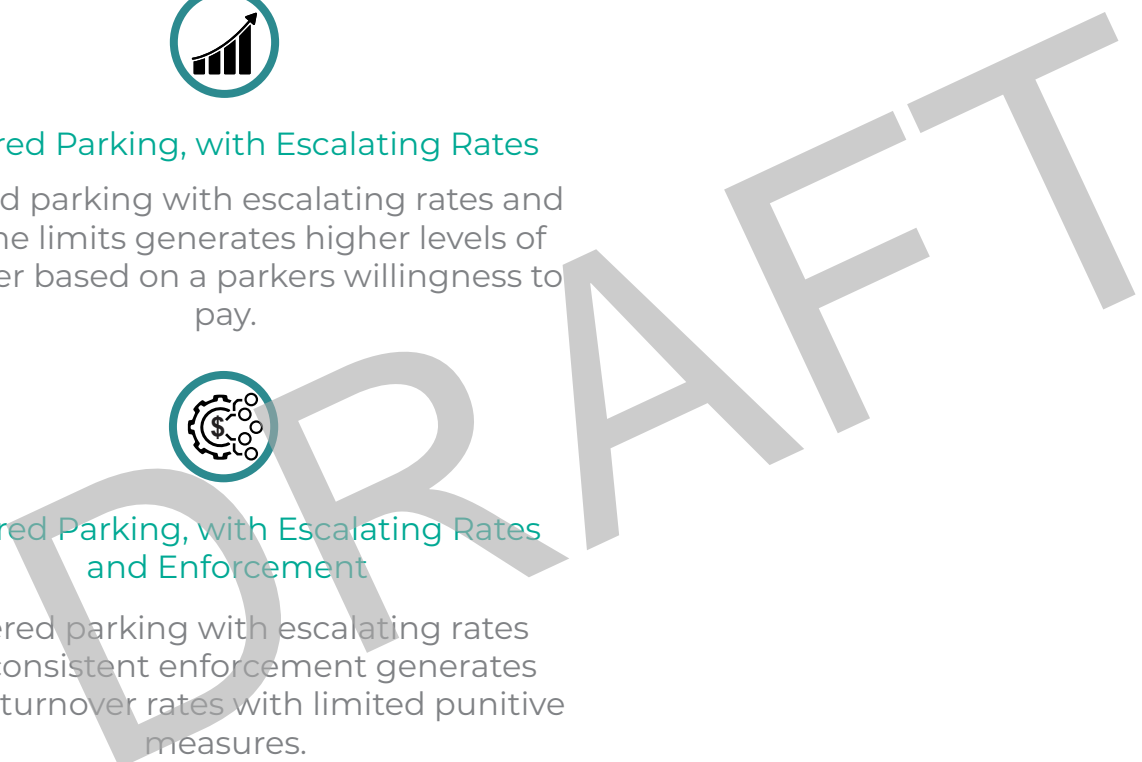 red Parking, with Escalating Rates
d parking with escalating rates and
ne limits generates higher levels of
er based on a parkers willingness to
pay.
$
red Parking, with Escalating Rates
and Enforcement
ered parking with escalating rates
consistent enforcement generates
turnover rates with limited punitive
measures.
DRAFT